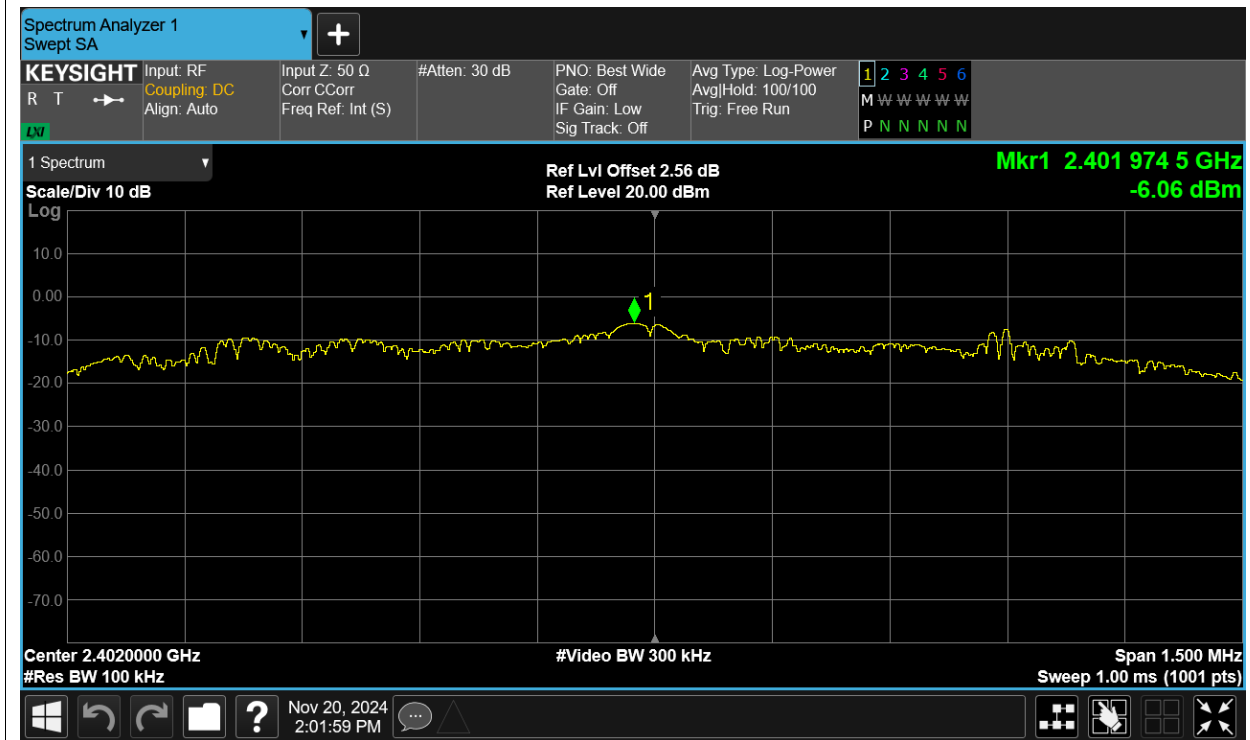 Spectrum Analyzer 1
Swept SA
KEYSIGHT
R T
LXI
Input: RF
Coupling: DC
Align: Auto
Input Z: 50 Ω
Corr CCorr
Freq Ref: Int (S)
#Atten: 30 dB
PNO: Best Wide
Gate: Off
IF Gain: Low
Sig Track: Off
Avg Type: Log-Power
Avg|Hold: 100/100
Trig: Free Run
1 2 3 4 5 6
M W W W W W
P N N N N N
1 Spectrum
Scale/Div 10 dB
Log
Ref Lvl Offset 2.56 dB
Ref Level 20.00 dBm
Mkr1 2.401 974 5 GHz
-6.06 dBm
10.0
0.00
-10.0
-20.0
-30.0
-40.0
-50.0
-60.0
-70.0
1
Center 2.4020000 GHz
#Res BW 100 kHz
#Video BW 300 kHz
Span 1.500 MHz
Sweep 1.00 ms (1001 pts)
?
Nov 20, 2024
2:01:59 PM